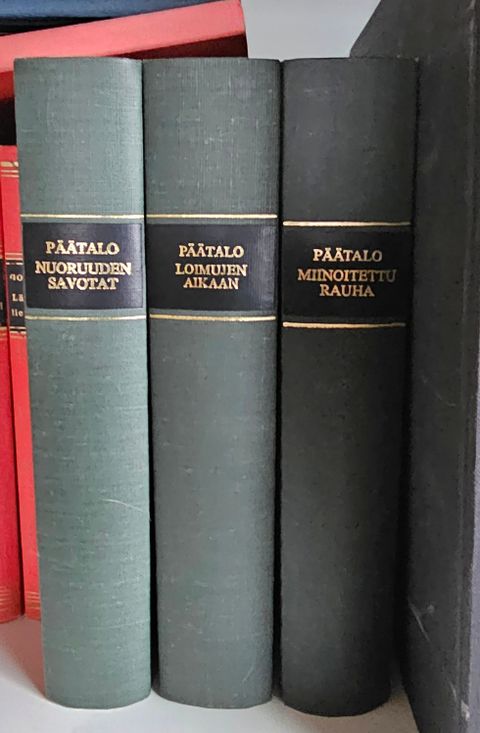 PÄÄTALO
NUORUUDEN
SAVOTAT
PÄÄTALO
LOIMUJEN
AIKAAN
PÄÄTALO
MIINOITETTU
RAUHA